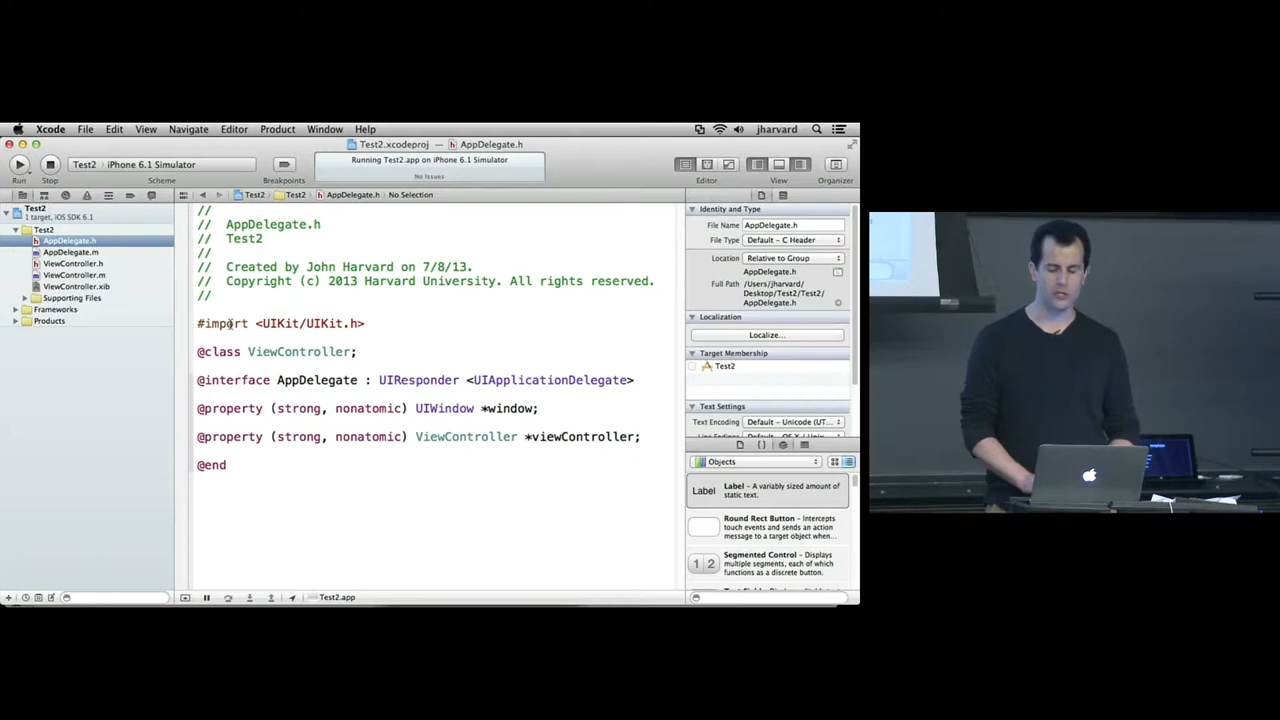 Xcode File Edit View Navigate Editor Product Window Help jharvard
Test2.xcodeproj — AppDelegate.h
Test2 iPhone 6.1 Simulator
Running Test2.app on iPhone 6.1 Simulator
No Issues
Run Stop Scheme Breakpoints Editor View Organizer
Test2 Test2 AppDelegate.h No Selection
Test2
1 target, iOS SDK 6.1
Test2
AppDelegate.h
AppDelegate.m
ViewController.h
ViewController.m
ViewController.xib
Supporting Files
Frameworks
Products
//
// AppDelegate.h
// Test2
//
// Created by John Harvard on 7/8/13.
// Copyright (c) 2013 Harvard University. All rights reserved.
//
#import <UIKit/UIKit.h>
@class ViewController;
@interface AppDelegate : UIResponder <UIApplicationDelegate>
@property (strong, nonatomic) UIWindow *window;
@property (strong, nonatomic) ViewController *viewController;
@end
Test2.app
Identity and Type
File Name AppDelegate.h
File Type Default - C Header
Location Relative to Group
AppDelegate.h
Full Path /Users/jharvard/
Desktop/Test2/Test2/
AppDelegate.h
Localization
Localize...
Target Membership
Test2
Text Settings
Text Encoding Default - Unicode (UT...
Objects
Label
Label - A variably sized amount of
static text.
Round Rect Button - Intercepts
touch events and sends an action
message to a target object when...
1 2
Segmented Control - Displays
multiple segments, each of which
functions as a discrete button.